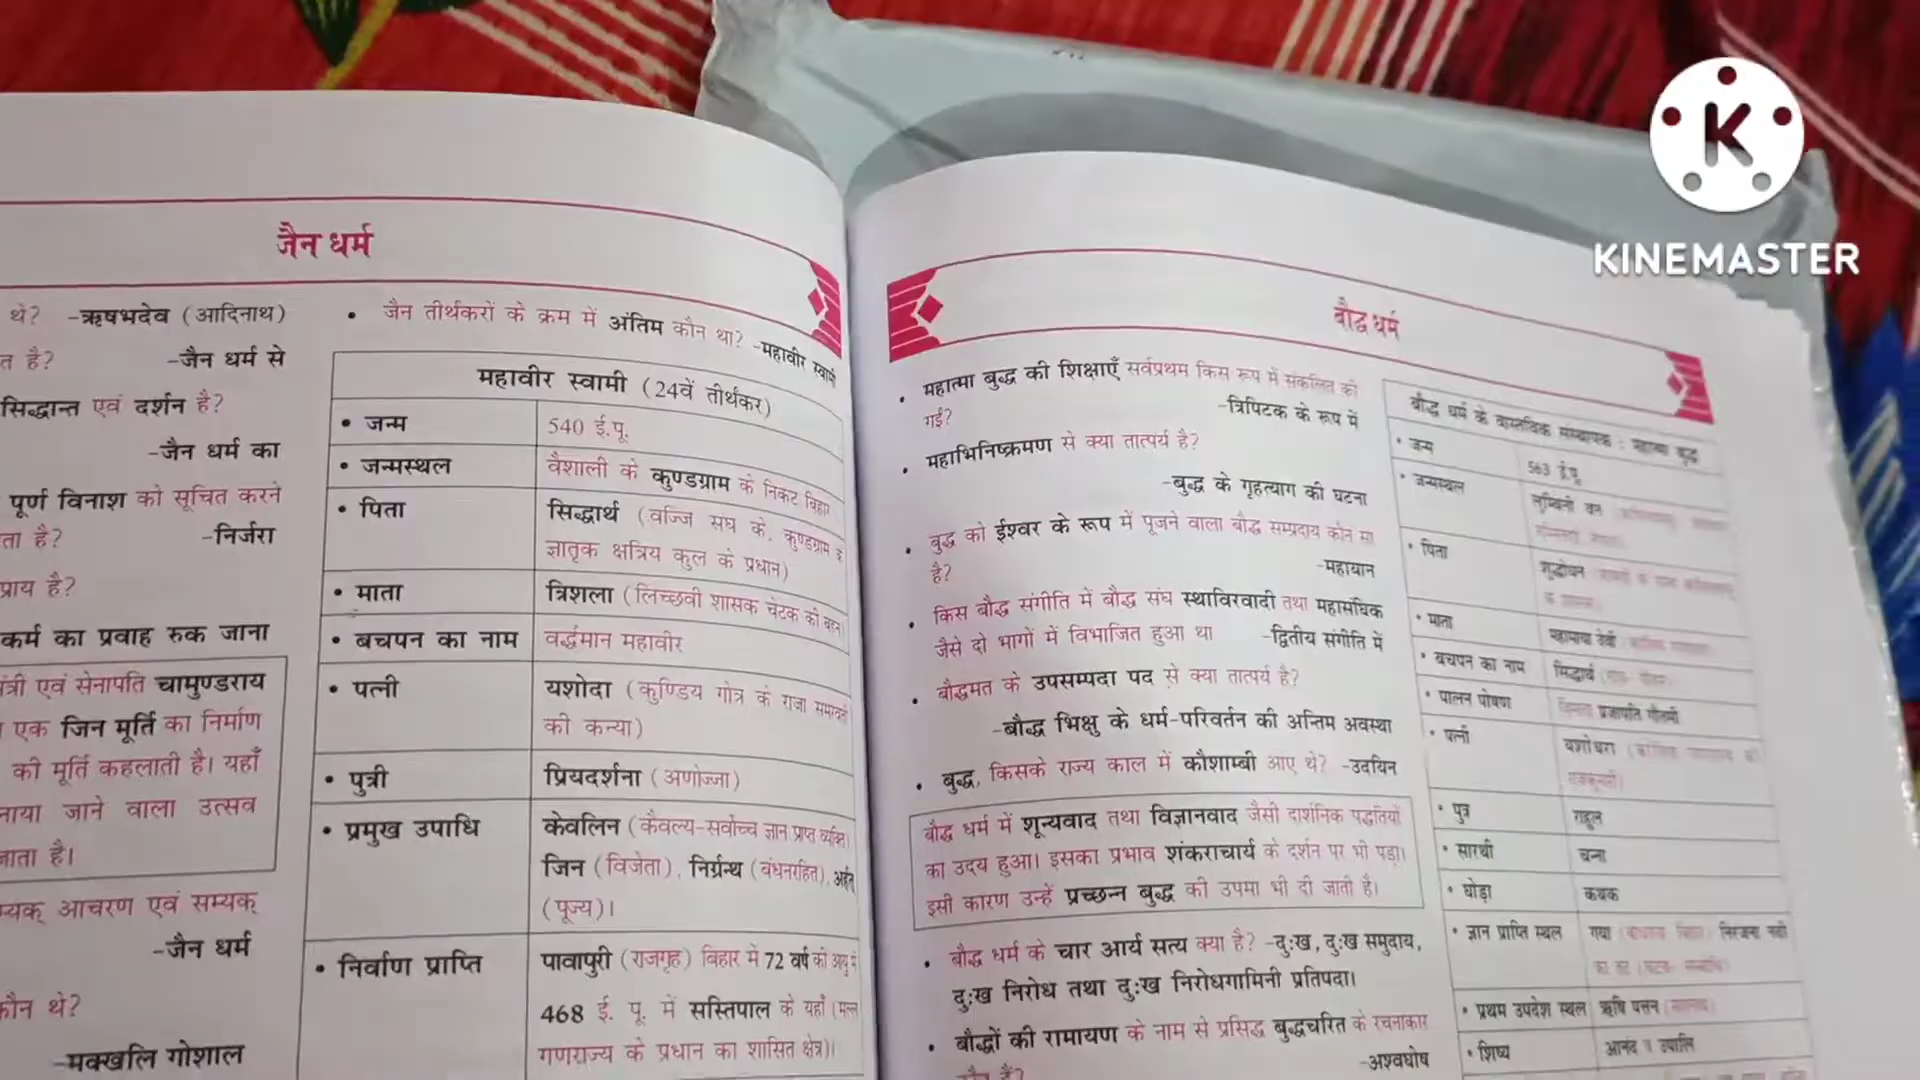 KINEMASTER
जैन धर्म
थे? -ऋषभदेव (आदिनाथ)
त है? -जैन धर्म से
सिद्धान्त एवं दर्शन है?
-जैन धर्म का
पूर्ण विनाश को सूचित करने
ता है? -निर्जरा
प्राय है?
कर्म का प्रवाह रुक जाना
मंत्री एवं सेनापति चामुण्डराय
एक जिन मूर्ति का निर्माण
की मूर्ति कहलाती है। यहाँ
नाया जाने वाला उत्सव
जाता है।
म्यक् आचरण एवं सम्यक्
-जैन धर्म
कौन थे?
-मक्खलि गोशाल
• जैन तीर्थकरों के क्रम में अंतिम कौन था? -महावीर स्वामी
महावीर स्वामी (24वें तीर्थंकर)
• जन्म 540 ई.पू.
• जन्मस्थल वैशाली के कुण्डग्राम के निकट बिहार
• पिता सिद्धार्थ (वज्जि संघ के, कुण्डग्राम के
ज्ञातृक क्षत्रिय कुल के प्रधान)
• माता त्रिशला (लिच्छवी शासक चेटक की बहन)
• बचपन का नाम वर्द्धमान महावीर
• पत्नी यशोदा (कुण्डिय गोत्र के राजा समरवीर
की कन्या)
• पुत्री प्रियदर्शना (अणोज्जा)
• प्रमुख उपाधि केवलिन (कैवल्य-सर्वोच्च ज्ञान प्राप्त व्यक्ति)
जिन (विजेता), निर्ग्रन्थ (बंधनरहित), अर्हत्
(पूज्य)।
• निर्वाण प्राप्ति पावापुरी (राजगृह) बिहार में 72 वर्ष की आयु में
468 ई. पू. में सस्तिपाल के यहाँ (मल्ल
गणराज्य के प्रधान का शासित क्षेत्र)।
बौद्ध धर्म
• महात्मा बुद्ध की शिक्षाएँ सर्वप्रथम किस रूप में संकलित की
गई? -त्रिपिटक के रूप में
• महाभिनिष्क्रमण से क्या तात्पर्य है?
-बुद्ध के गृहत्याग की घटना
• बुद्ध को ईश्वर के रूप में पूजने वाला बौद्ध सम्प्रदाय कौन सा
है? -महायान
• किस बौद्ध संगीति में बौद्ध संघ स्थाविरवादी तथा महासंघिक
जैसे दो भागों में विभाजित हुआ था -द्वितीय संगीति में
• बौद्धमत के उपसम्पदा पद से क्या तात्पर्य है?
-बौद्ध भिक्षु के धर्म-परिवर्तन की अन्तिम अवस्था
• बुद्ध, किसके राज्य काल में कौशाम्बी आए थे? -उदयिन
बौद्ध धर्म में शून्यवाद तथा विज्ञानवाद जैसी दार्शनिक पद्धतियों
का उदय हुआ। इसका प्रभाव शंकराचार्य के दर्शन पर भी पड़ा।
इसी कारण उन्हें प्रच्छन्न बुद्ध की उपमा भी दी जाती है।
• बौद्ध धर्म के चार आर्य सत्य क्या है? -दुःख, दुःख समुदाय,
दुःख निरोध तथा दुःख निरोधगामिनी प्रतिपदा।
• बौद्धों की रामायण के नाम से प्रसिद्ध बुद्धचरित के रचनाकार
कौन हैं? -अश्वघोष
बौद्ध धर्म के वास्तविक संस्थापक : महात्मा बुद्ध
• जन्म 563 ई.पू.
• जन्मस्थल लुम्बिनी वन
• पिता शुद्धोधन
• माता महामाया देवी
• बचपन का नाम सिद्धार्थ
• पालन पोषण प्रजापति गौतमी
• पत्नी यशोधरा
• पुत्र राहुल
• सारथी चन्ना
• घोड़ा कंथक
• ज्ञान प्राप्ति स्थल गया निरंजना नदी
• प्रथम उपदेश स्थल ऋषि पत्तन
• शिष्य आनंद व उपालि